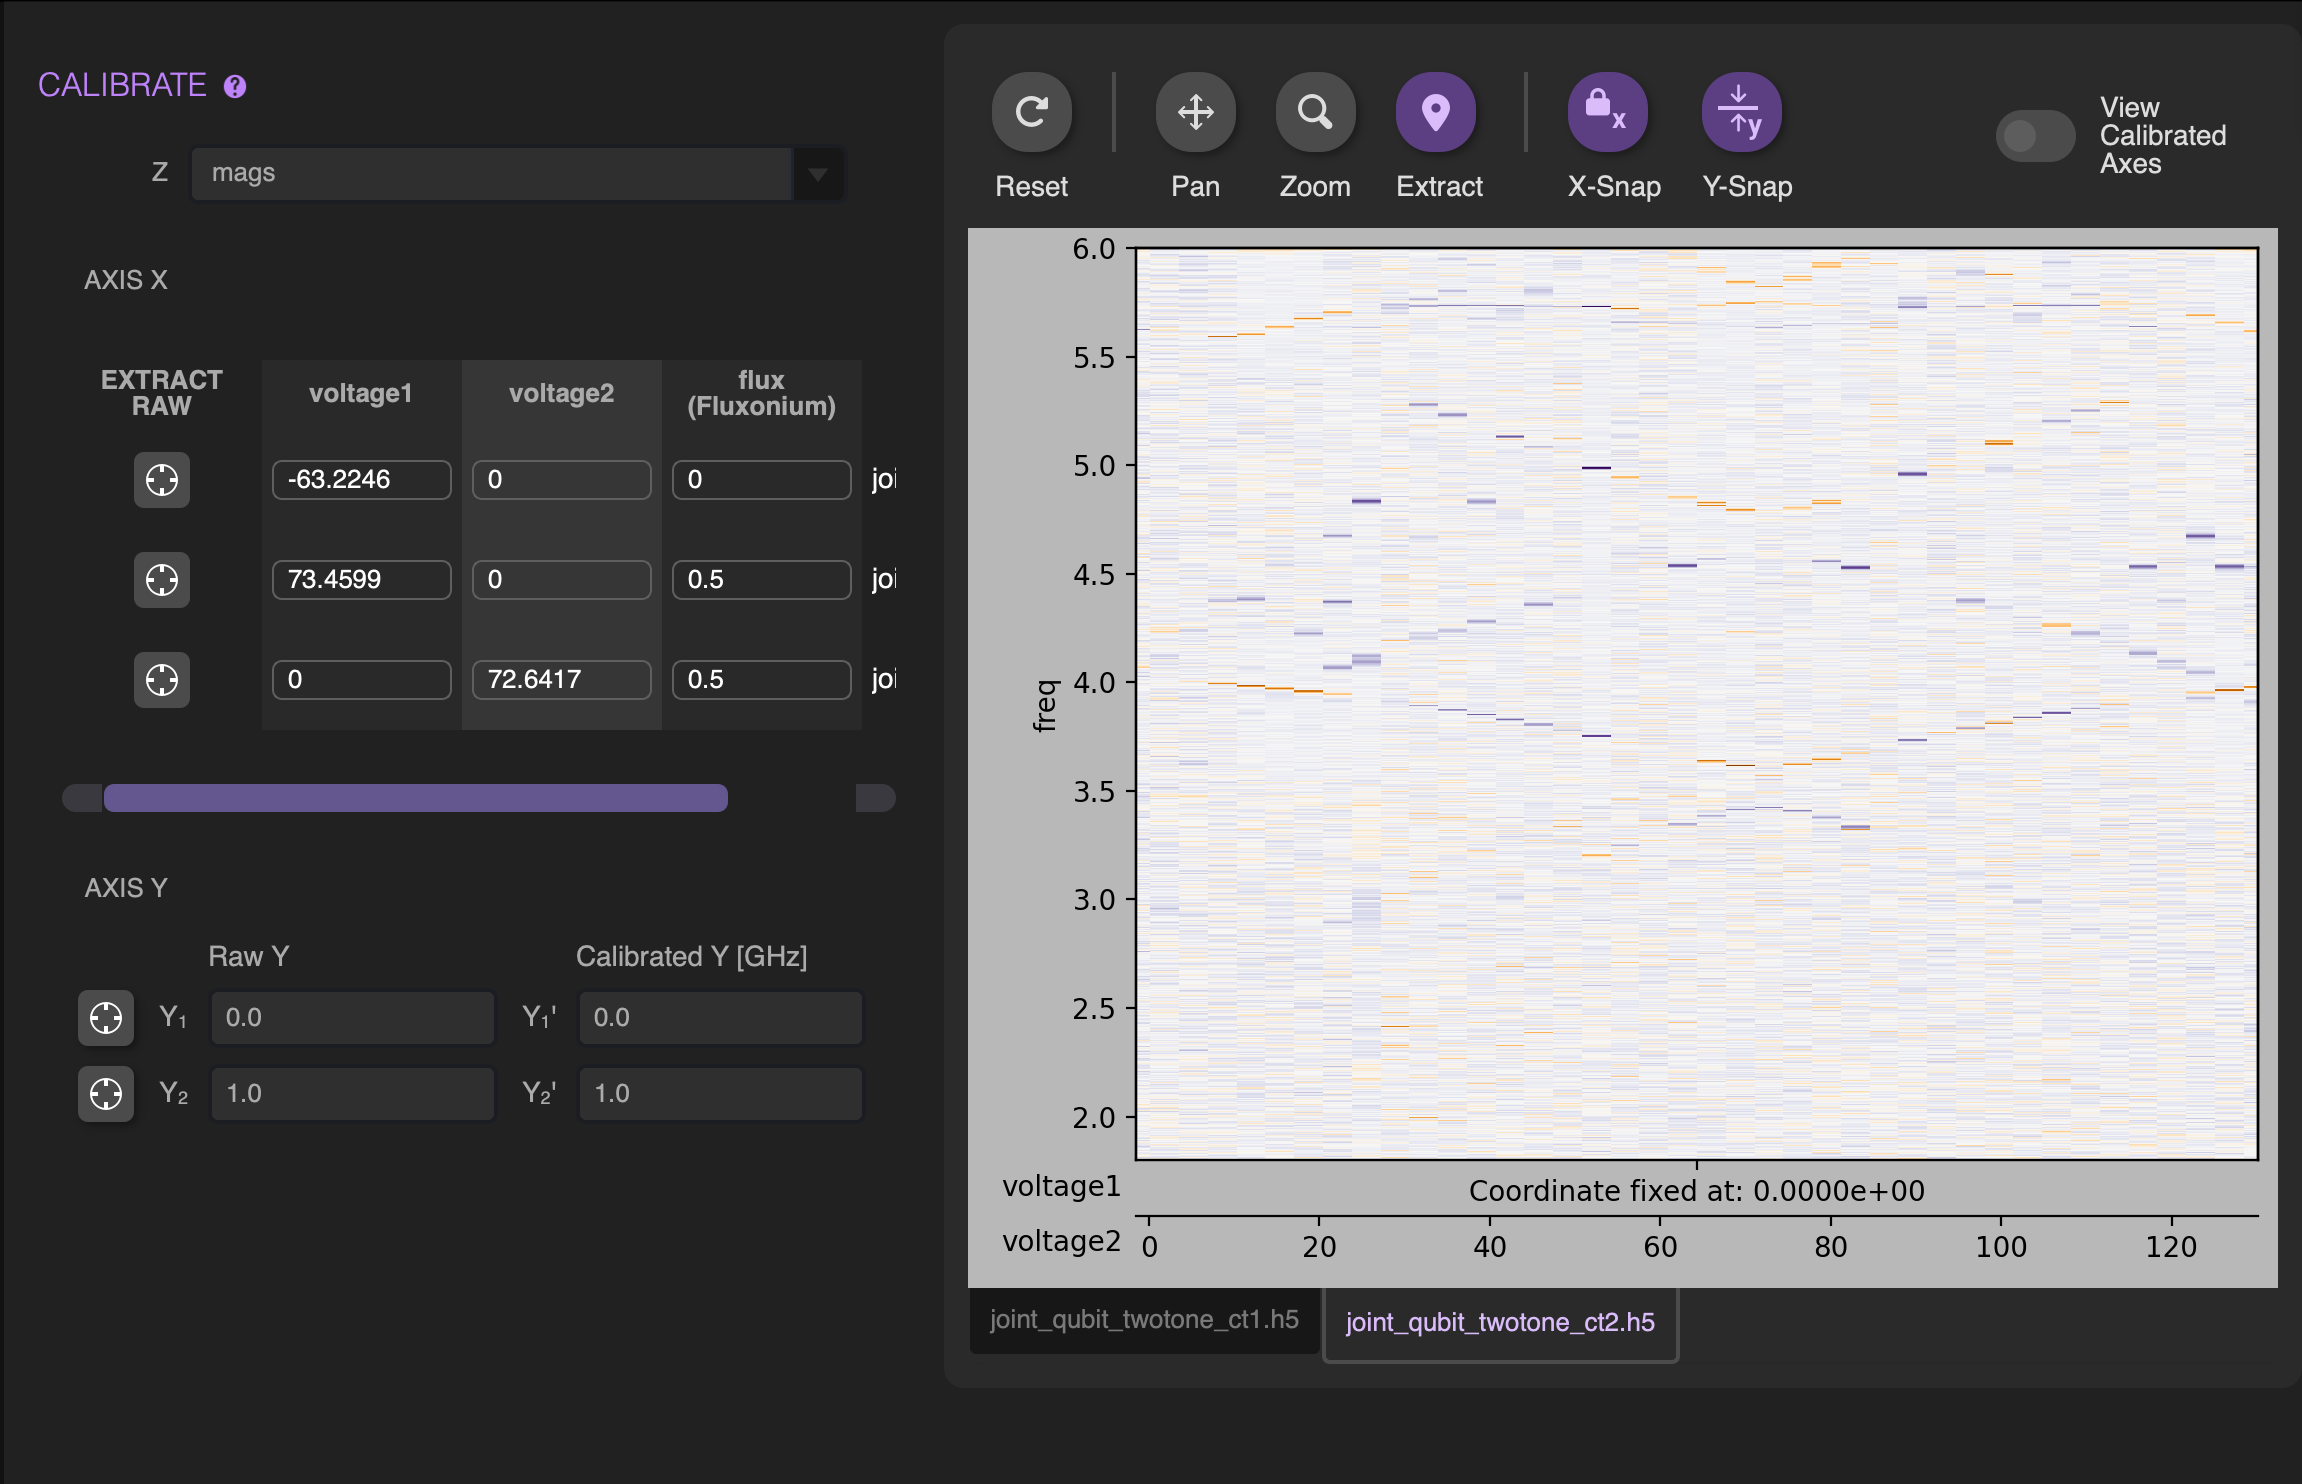 CALIBRATE ?
Z mags
AXIS X
EXTRACT RAW voltage1 voltage2 flux (Fluxonium)
-63.2246 0 0 joi
73.4599 0 0.5 joi
0 72.6417 0.5 joi
AXIS Y
Raw Y Calibrated Y [GHz]
Y1 0.0 Y1' 0.0
Y2 1.0 Y2' 1.0
Reset Pan Zoom Extract X-Snap Y-Snap
x y
View
Calibrated
Axes
6.0
5.5
5.0
4.5
4.0
freq
3.5
3.0
2.5
2.0
voltage1 Coordinate fixed at: 0.0000e+00
voltage2 0 20 40 60 80 100 120
joint_qubit_twotone_ct1.h5 joint_qubit_twotone_ct2.h5